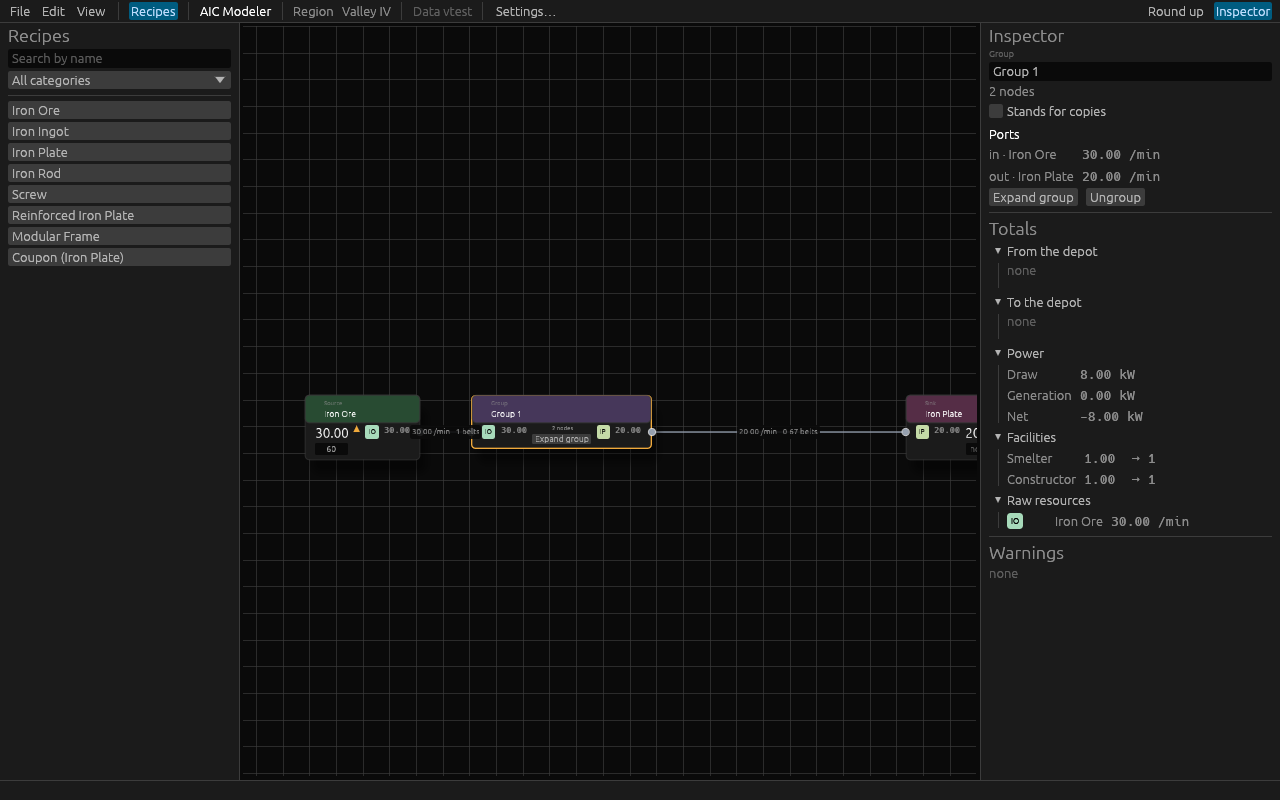 File Edit View Recipes AIC Modeler Region Valley IV Data vtest Settings… Round up Inspector
Recipes
Search by name
All categories
Iron Ore
Iron Ingot
Iron Plate
Iron Rod
Screw
Reinforced Iron Plate
Modular Frame
Coupon (Iron Plate)
Source
Iron Ore
30.00 IO 30.00
60
30.00 /min 1 belts
Group
Group 1
IO 30.00 2 nodes IP 20.00
Expand group
20.00 /min 0.67 belts
Iron Plate
IP 20.00 20
Inspector
Group
Group 1
2 nodes
Stands for copies
Ports
in · Iron Ore 30.00 /min
out · Iron Plate 20.00 /min
Expand group Ungroup
Totals
From the depot
none
To the depot
none
Power
Draw 8.00 kW
Generation 0.00 kW
Net −8.00 kW
Facilities
Smelter 1.00 → 1
Constructor 1.00 → 1
Raw resources
IO Iron Ore 30.00 /min
Warnings
none